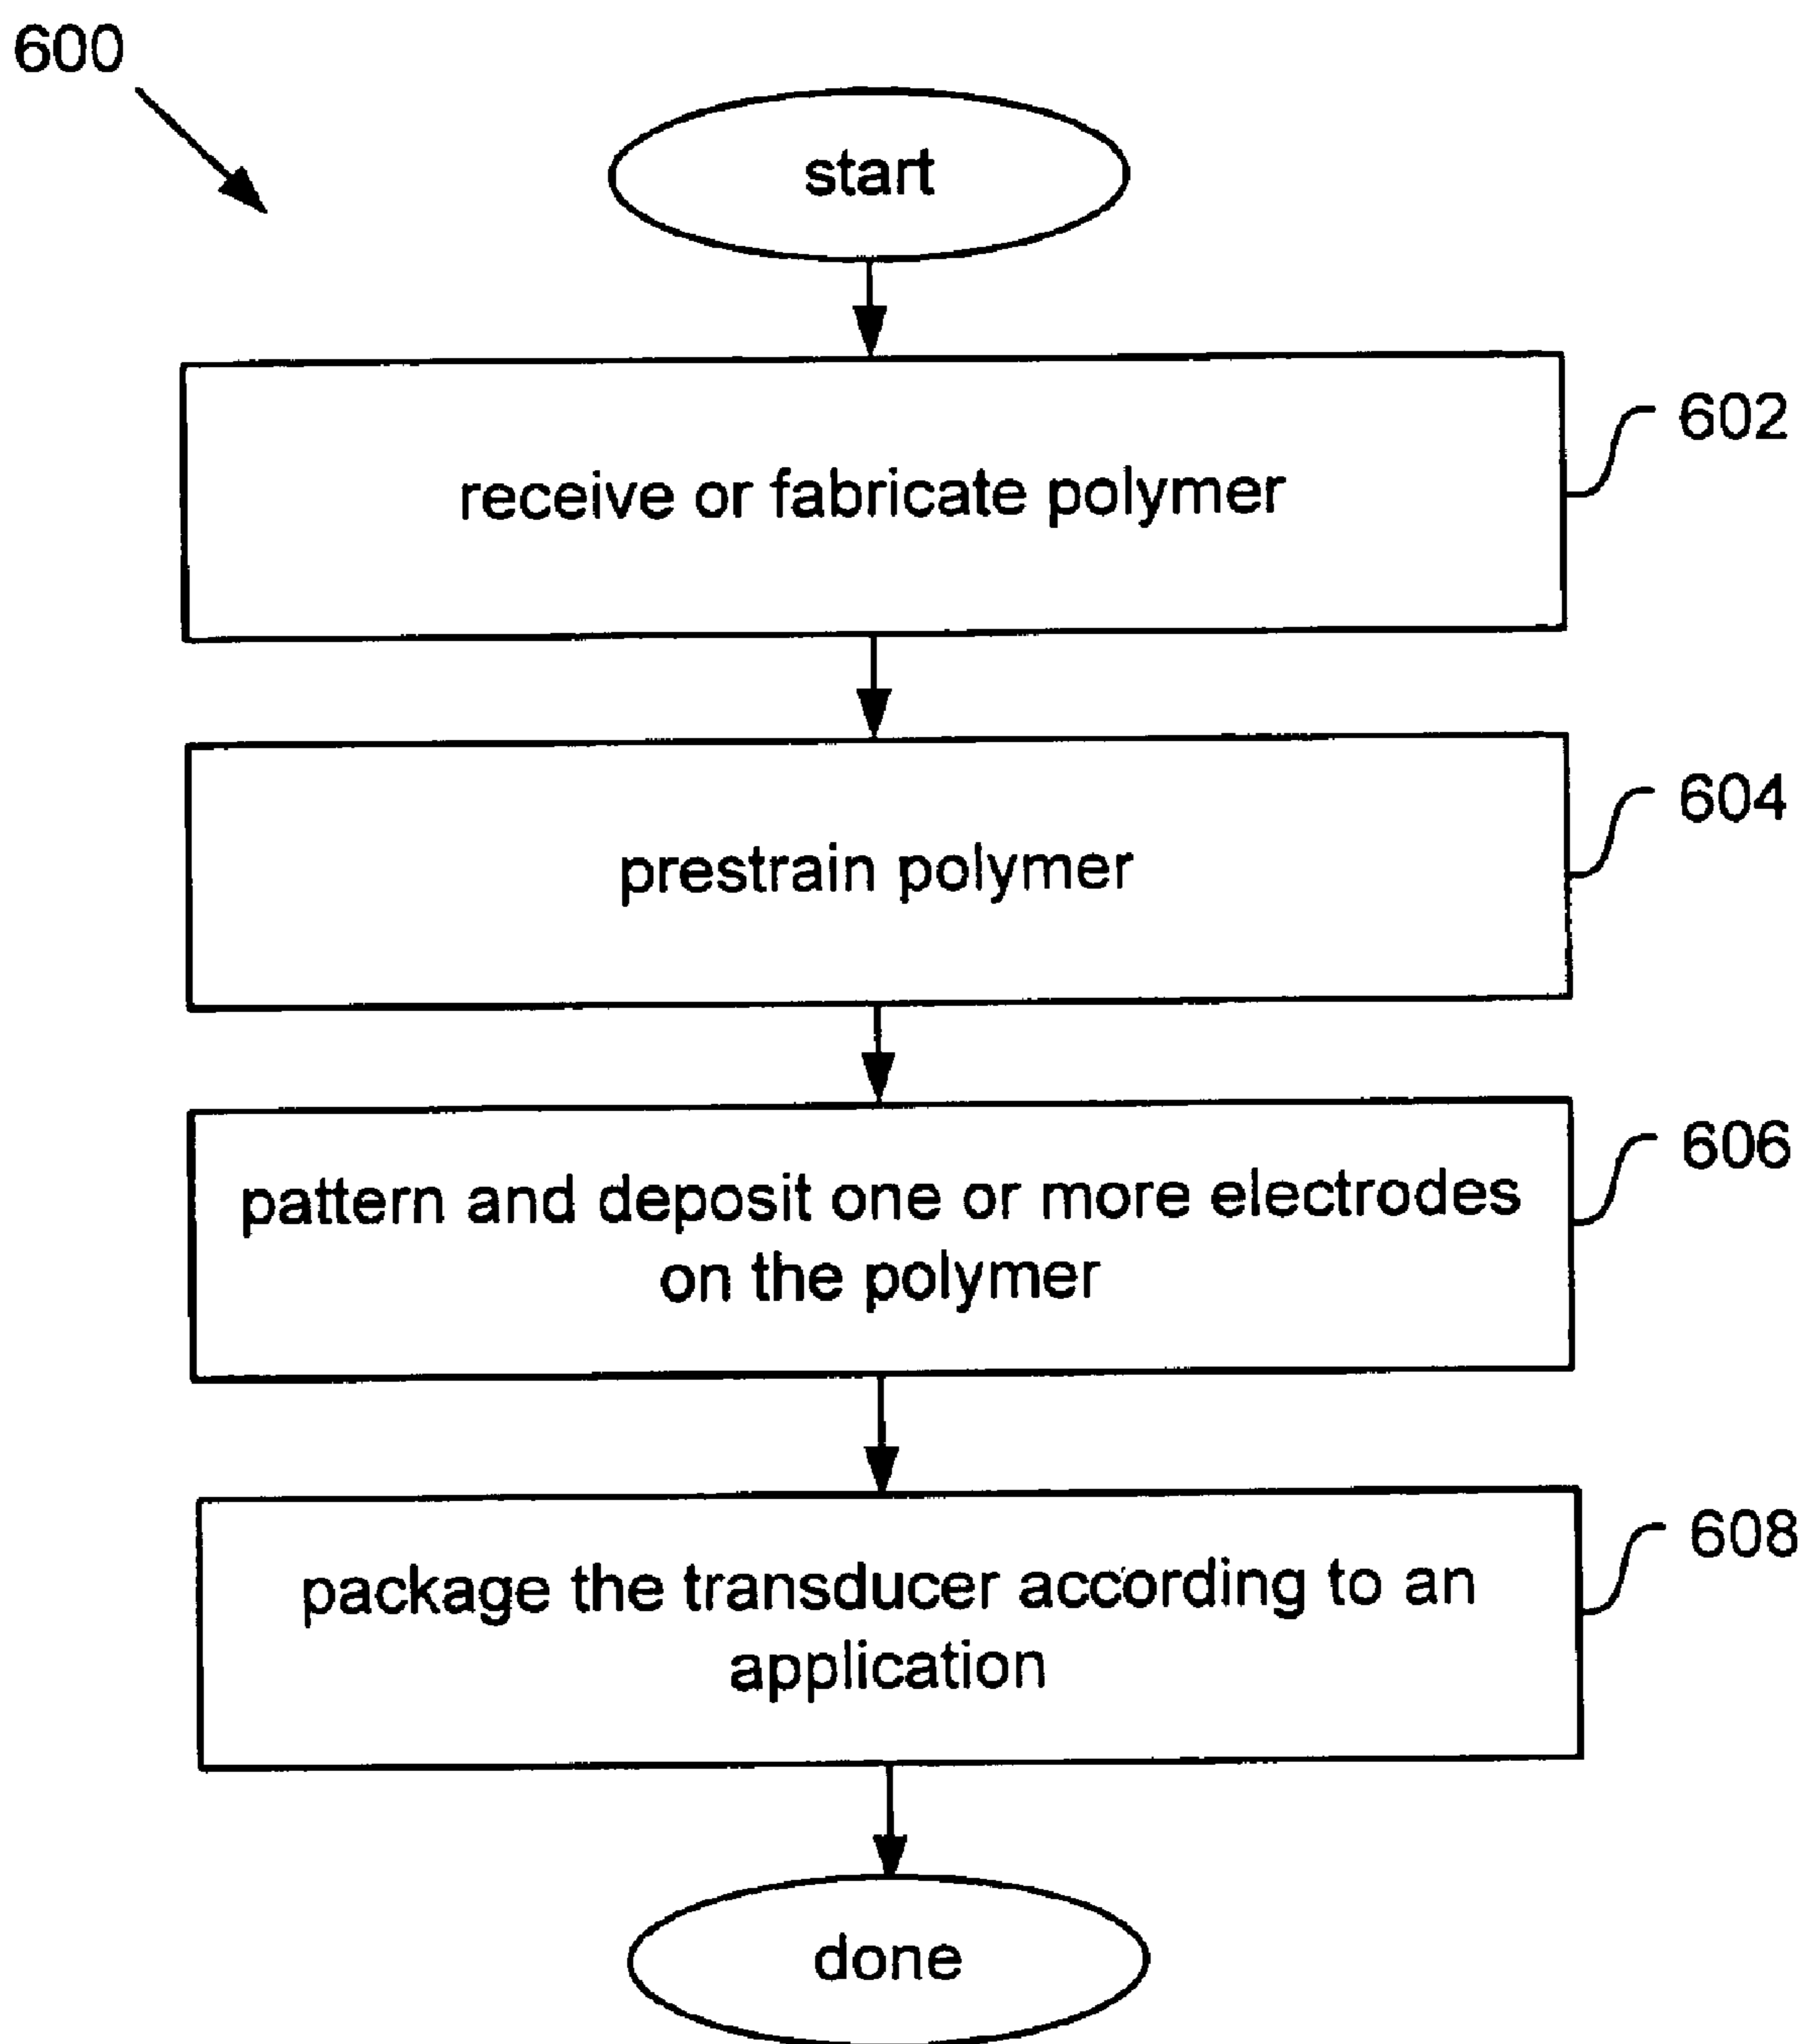 600
start
602
receive or fabricate polymer
604
prestrain polymer
606
pattern and deposit one or more electrodes
on the polymer
608
package the transducer according to an
application
done